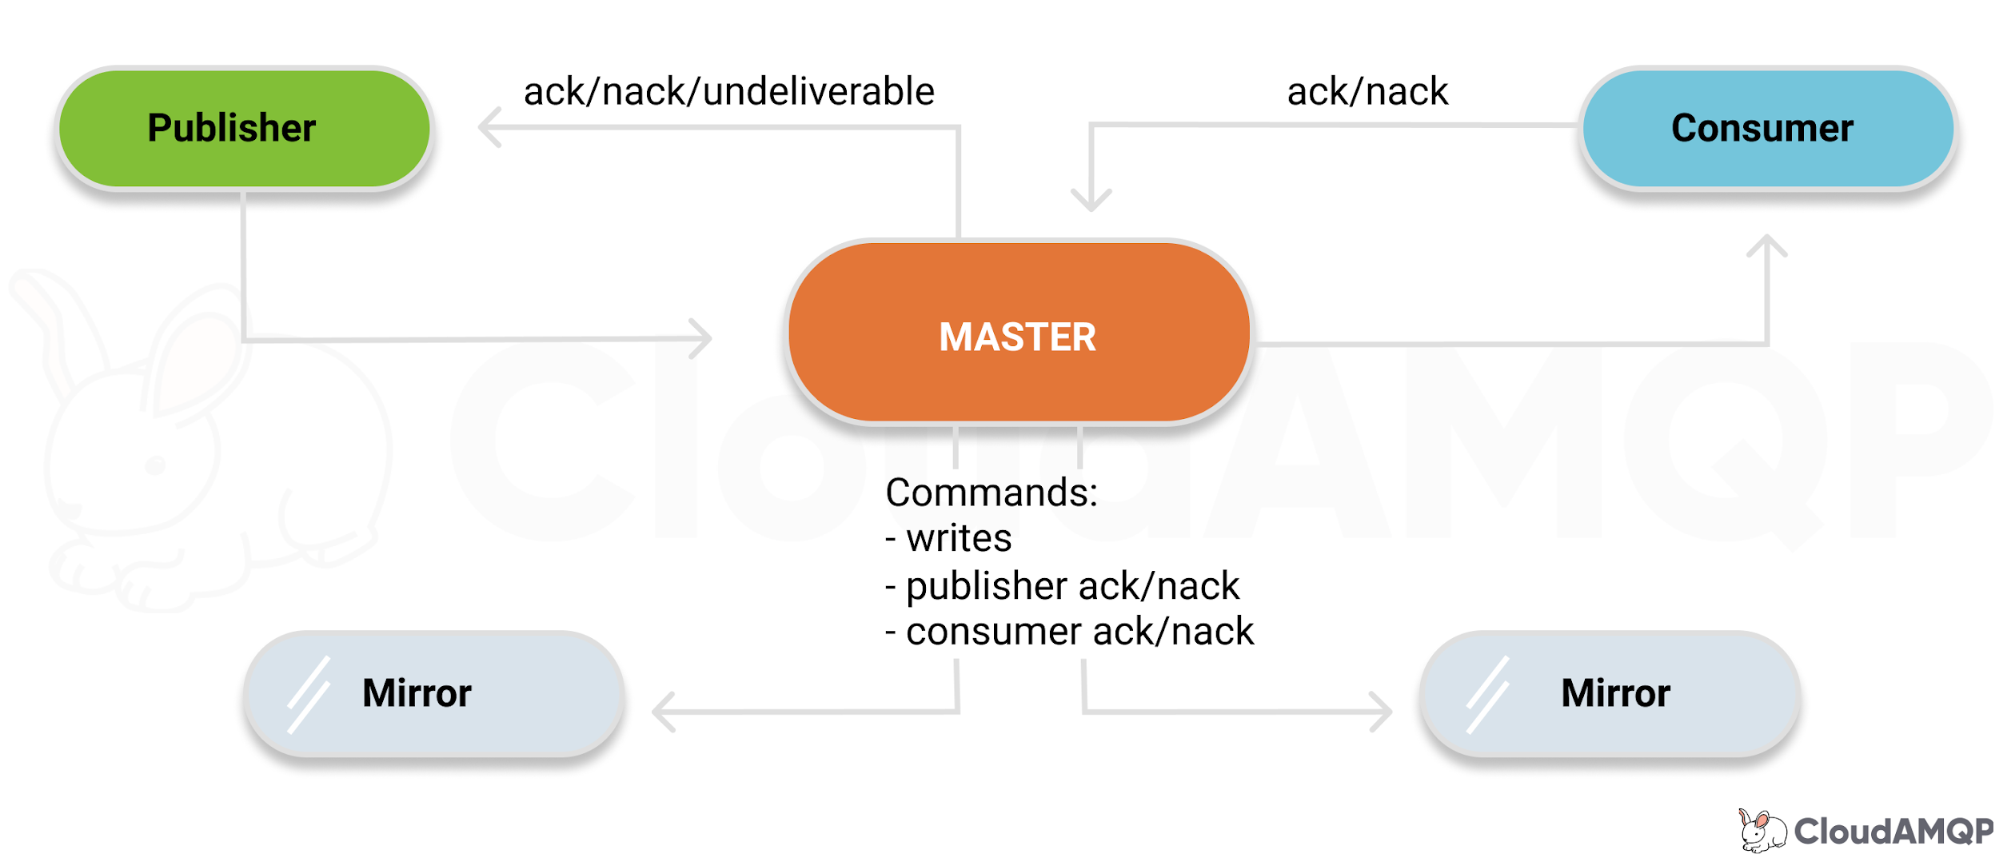 ack/nack/undeliverable
ack/nack
Publisher
Consumer
MASTER
CloudAMQP
Commands:
- writes
- publisher ack/nack
- consumer ack/nack
Mirror
Mirror
CloudAMQP